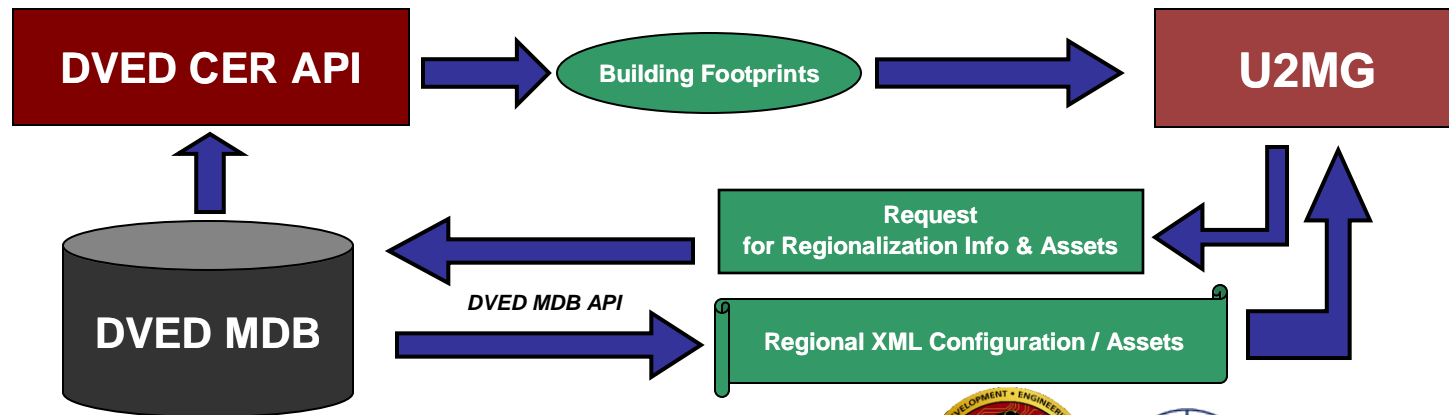 DVED CER API
Building Footprints
U2MG
Request
for Regionalization Info & Assets
DVED MDB API
DVED MDB
Regional XML Configuration / Assets